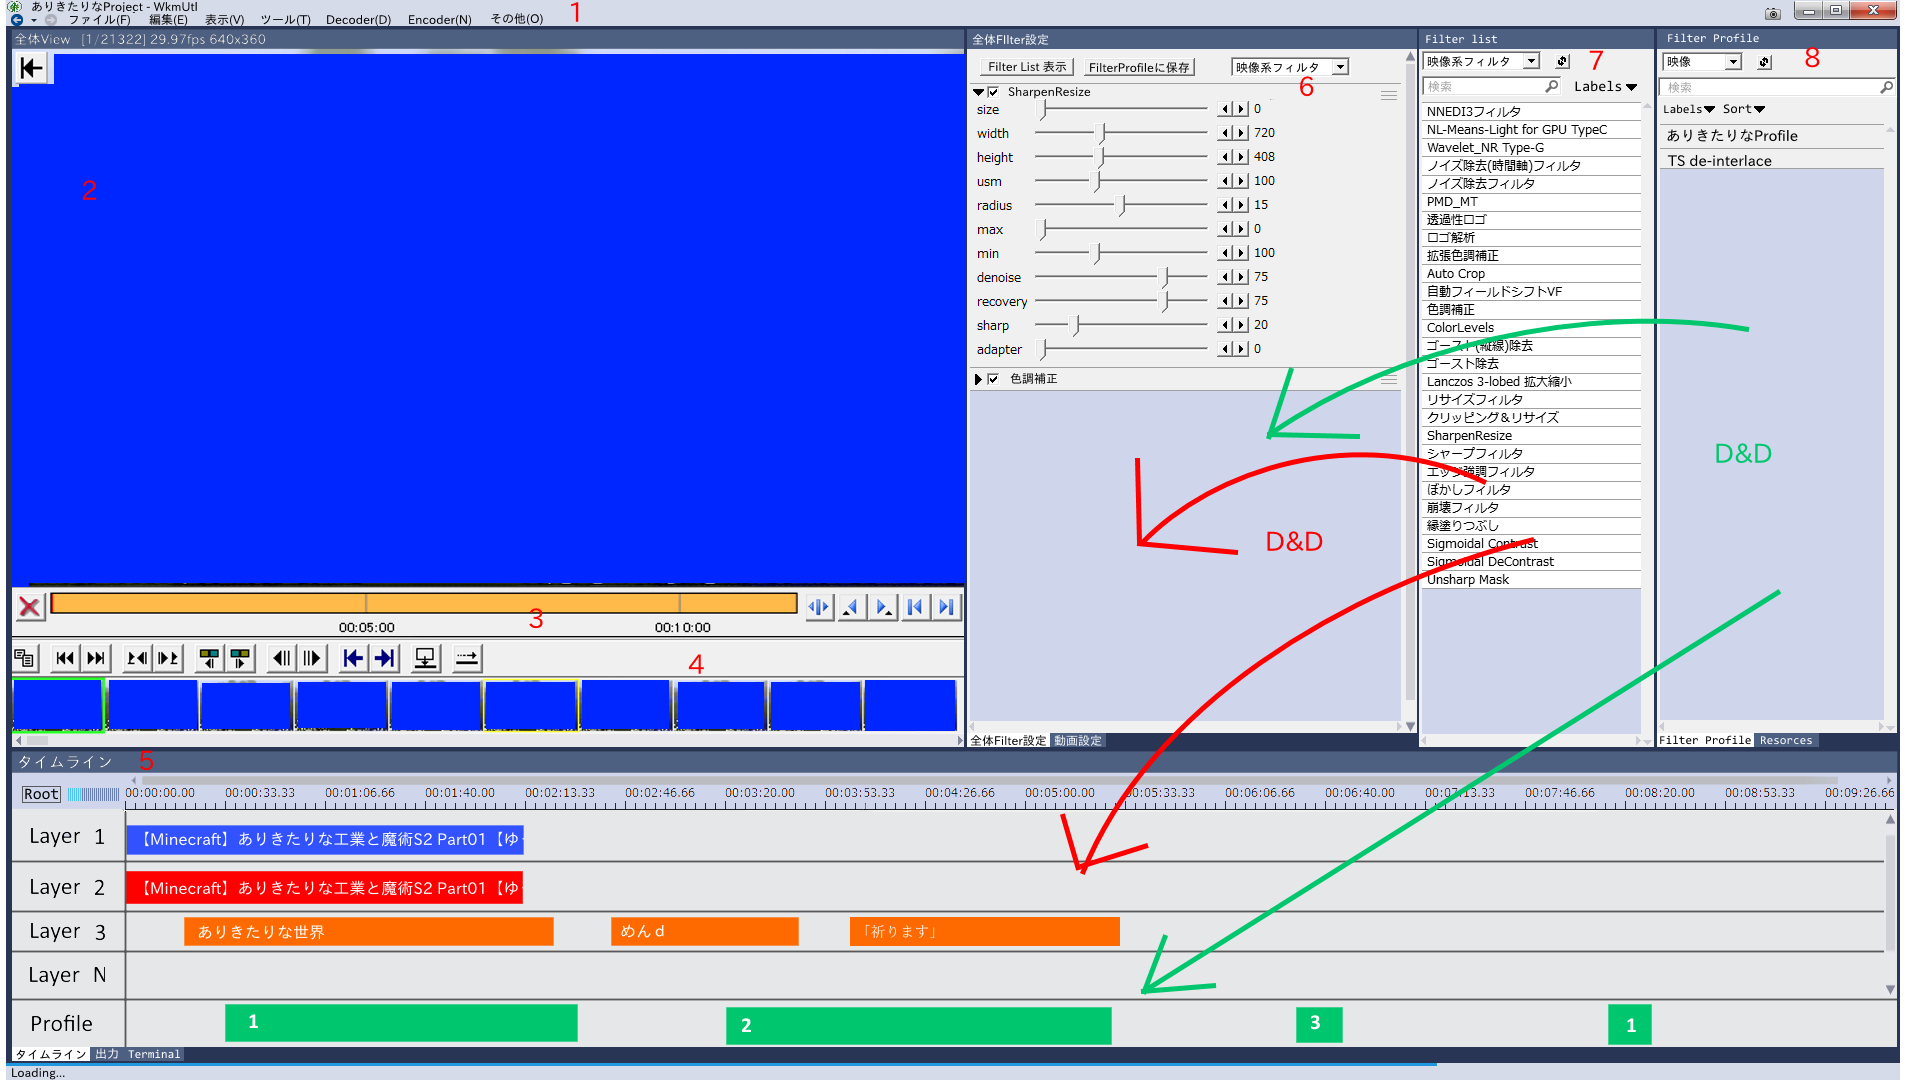 ありきたりなProject - WkmUtl
ファイル(F) 編集(E) 表示(V) ツール(T) Decoder(D) Encoder(N) その他(O) 1
全体View [1/21322] 29.97fps 640x360
2
3
00:05:00 00:10:00
4
全体FIlter設定
Filter List 表示 FilterProfileに保存 映像系フィルタ
6
SharpenResize
size 0
width 720
height 408
usm 100
radius 15
max 0
min 100
denoise 75
recovery 75
sharp 20
adapter 0
色調補正
D&D
全体Filter設定 動画設定
Filter list
映像系フィルタ 7
検索 Labels
NNEDI3フィルタ
NL-Means-Light for GPU TypeC
Wavelet_NR Type-G
ノイズ除去(時間軸)フィルタ
ノイズ除去フィルタ
PMD_MT
透過性ロゴ
ロゴ解析
拡張色調補正
Auto Crop
自動フィールドシフトVF
色調補正
ColorLevels
ゴースト(縦線)除去
ゴースト除去
Lanczos 3-lobed 拡大縮小
リサイズフィルタ
クリッピング＆リサイズ
SharpenResize
シャープフィルタ
エッジ強調フィルタ
ぼかしフィルタ
崩壊フィルタ
縁塗りつぶし
Sigmoidal Contrast
Sigmoidal DeContrast
Unsharp Mask
Filter Profile
映像 8
検索
Labels Sort
ありきたりなProfile
TS de-interlace
D&D
Filter Profile Resorces
タイムライン 5
Root 00:00:00.00 00:00:33.33 00:01:06.66 00:01:40.00 00:02:13.33 00:02:46.66 00:03:20.00 00:03:53.33 00:04:26.66 00:05:00.00 00:05:33.33 00:06:06.66 00:06:40.00 00:07:13.33 00:07:46.66 00:08:20.00 00:08:53.33 00:09:26.66
Layer 1 【Minecraft】ありきたりな工業と魔術S2 Part01【ゆ
Layer 2 【Minecraft】ありきたりな工業と魔術S2 Part01【ゆ
Layer 3 ありきたりな世界 めんｄ 「祈ります」
Layer N
Profile 1 2 3 1
タイムライン 出力 Terminal
Loading...